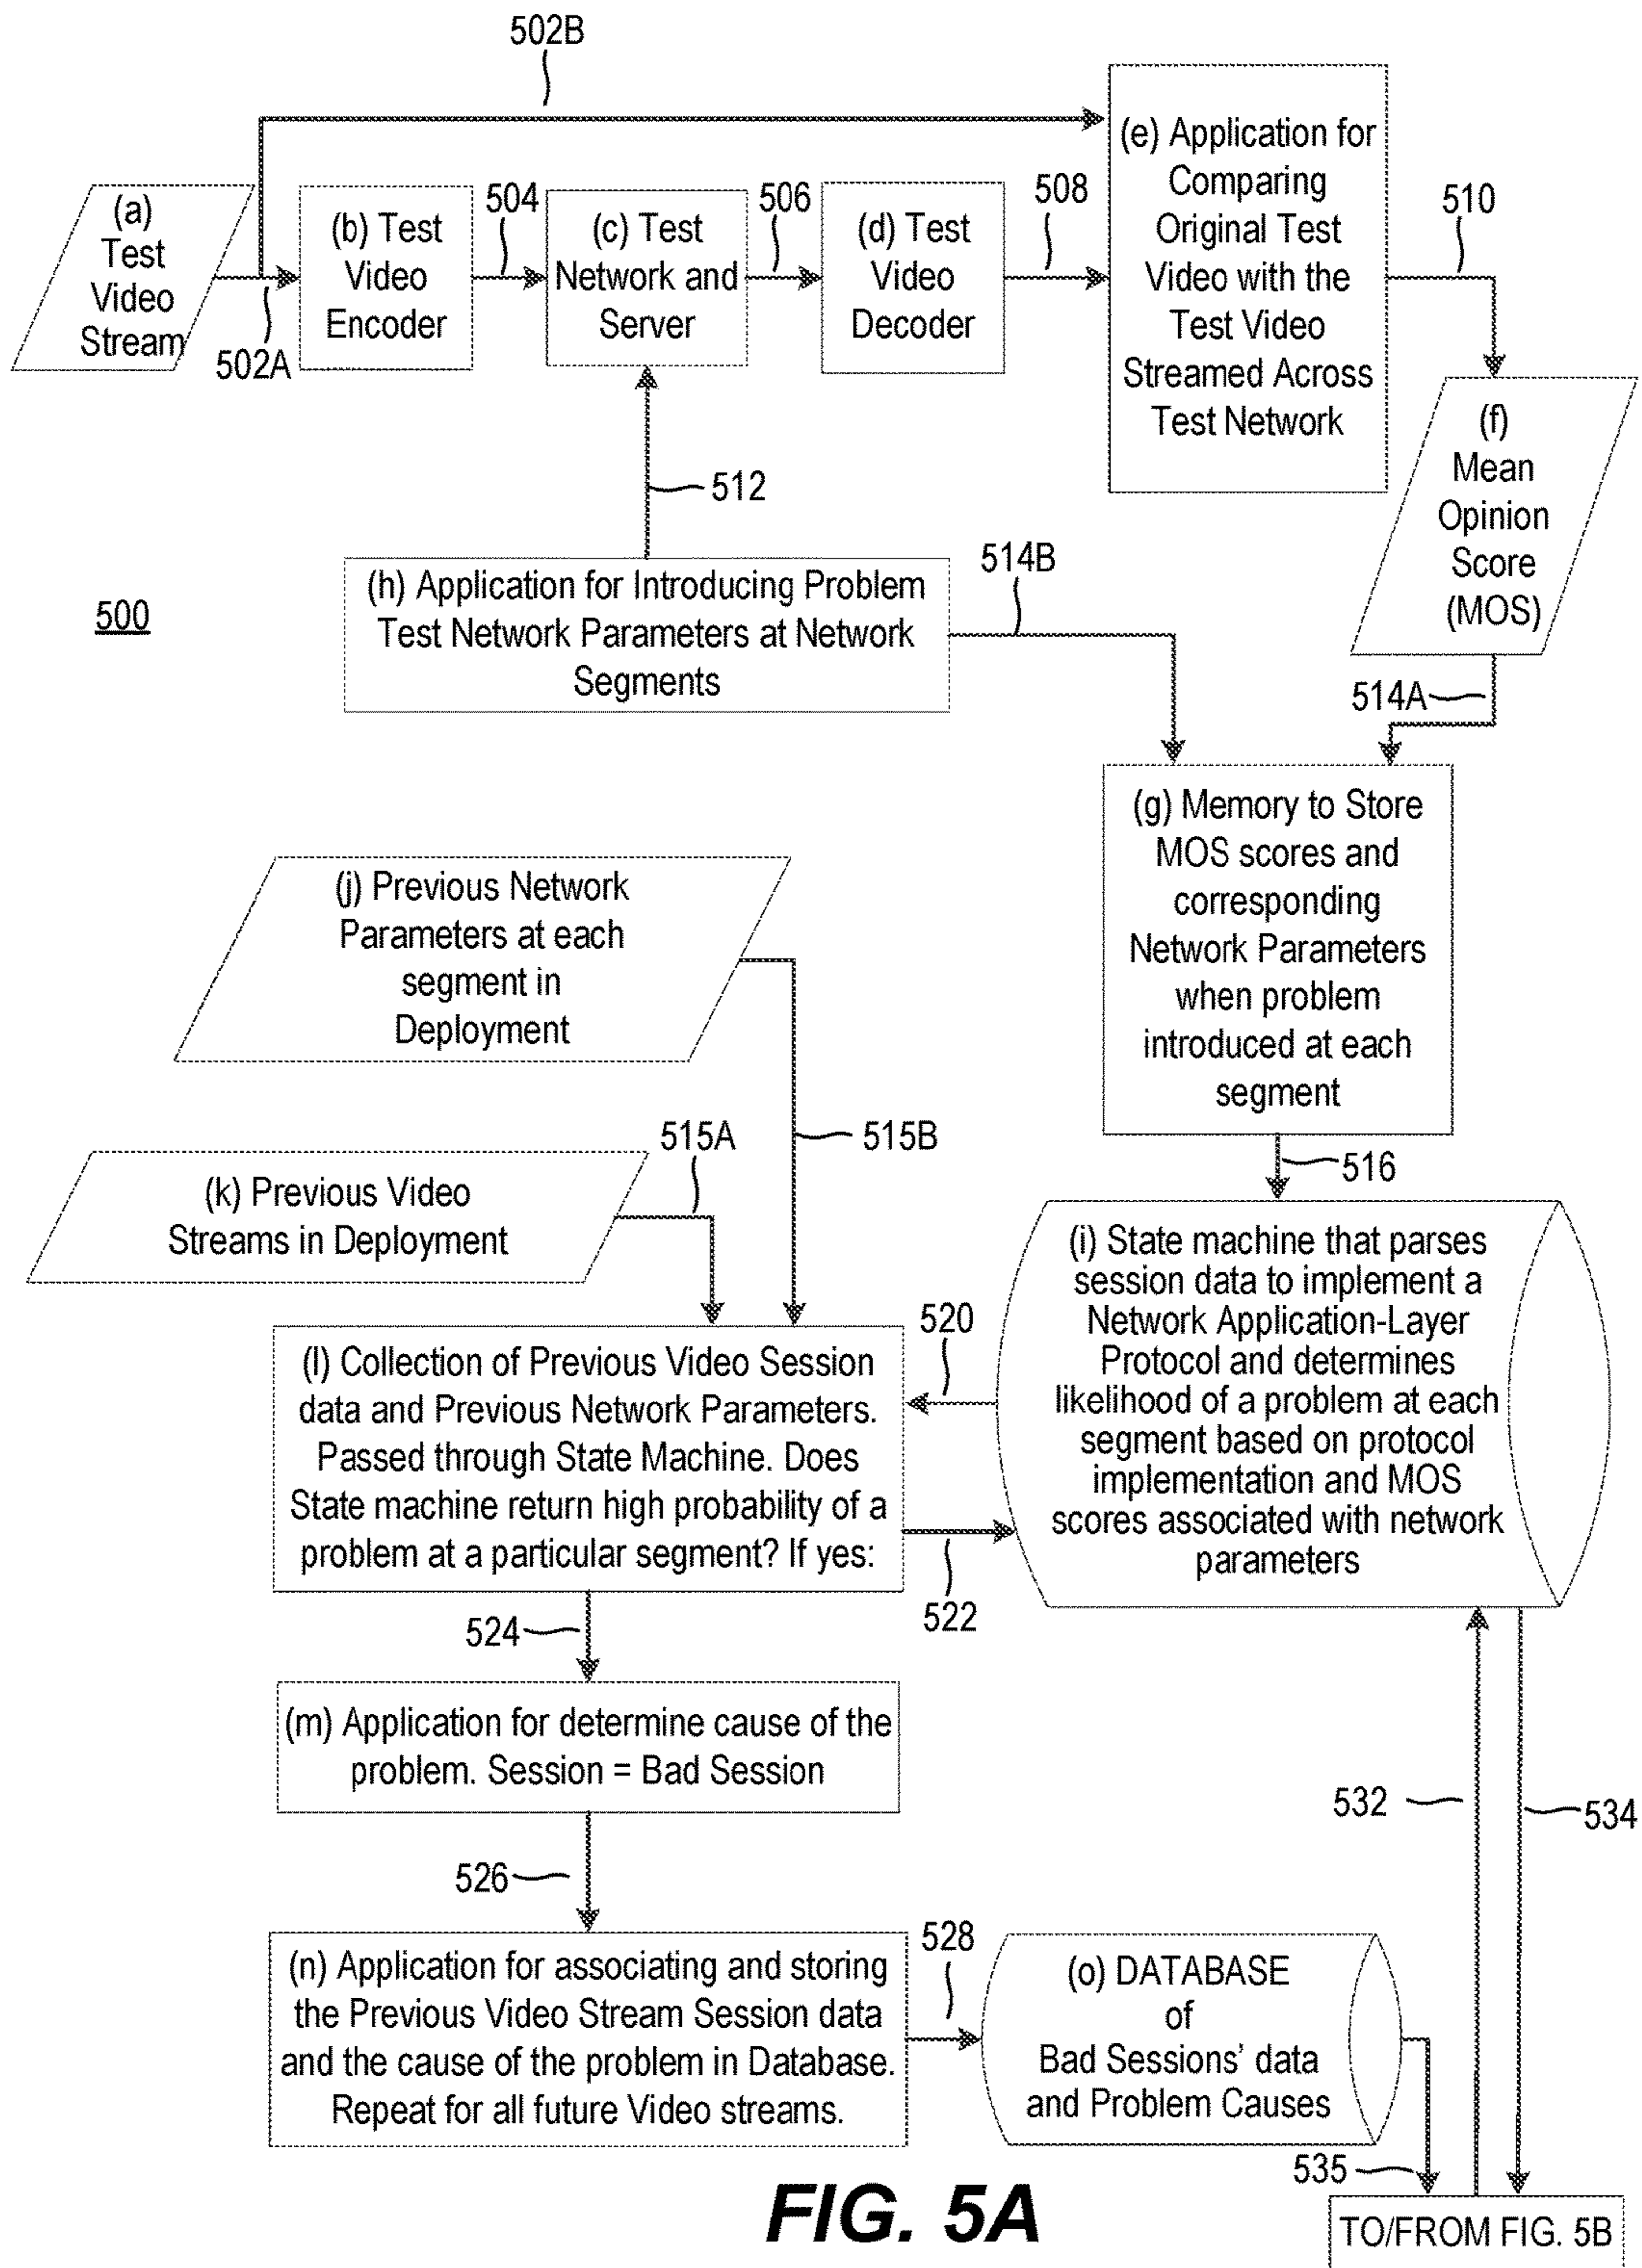 502B
(a)
Test
Video
Stream
502A
(b) Test
Video
Encoder
504
(c) Test
Network and
Server
506
(d) Test
Video
Decoder
508
(e) Application for
Comparing
Original Test
Video with the
Test Video
Streamed Across
Test Network
510
(f)
Mean
Opinion
Score
(MOS)
512
500
(h) Application for Introducing Problem
Test Network Parameters at Network
Segments
514B
514A
(g) Memory to Store
MOS scores and
corresponding
Network Parameters
when problem
introduced at each
segment
(j) Previous Network
Parameters at each
segment in
Deployment
515A
515B
516
(k) Previous Video
Streams in Deployment
(i) State machine that parses
session data to implement a
Network Application-Layer
Protocol and determines
likelihood of a problem at each
segment based on protocol
implementation and MOS
scores associated with network
parameters
520
(l) Collection of Previous Video Session
data and Previous Network Parameters.
Passed through State Machine. Does
State machine return high probability of a
problem at a particular segment? If yes:
522
524
(m) Application for determine cause of the
problem. Session = Bad Session
532
534
526
(n) Application for associating and storing
the Previous Video Stream Session data
and the cause of the problem in Database.
Repeat for all future Video streams.
528
(o) DATABASE
of
Bad Sessions' data
and Problem Causes
535
TO/FROM FIG. 5B
FIG. 5A